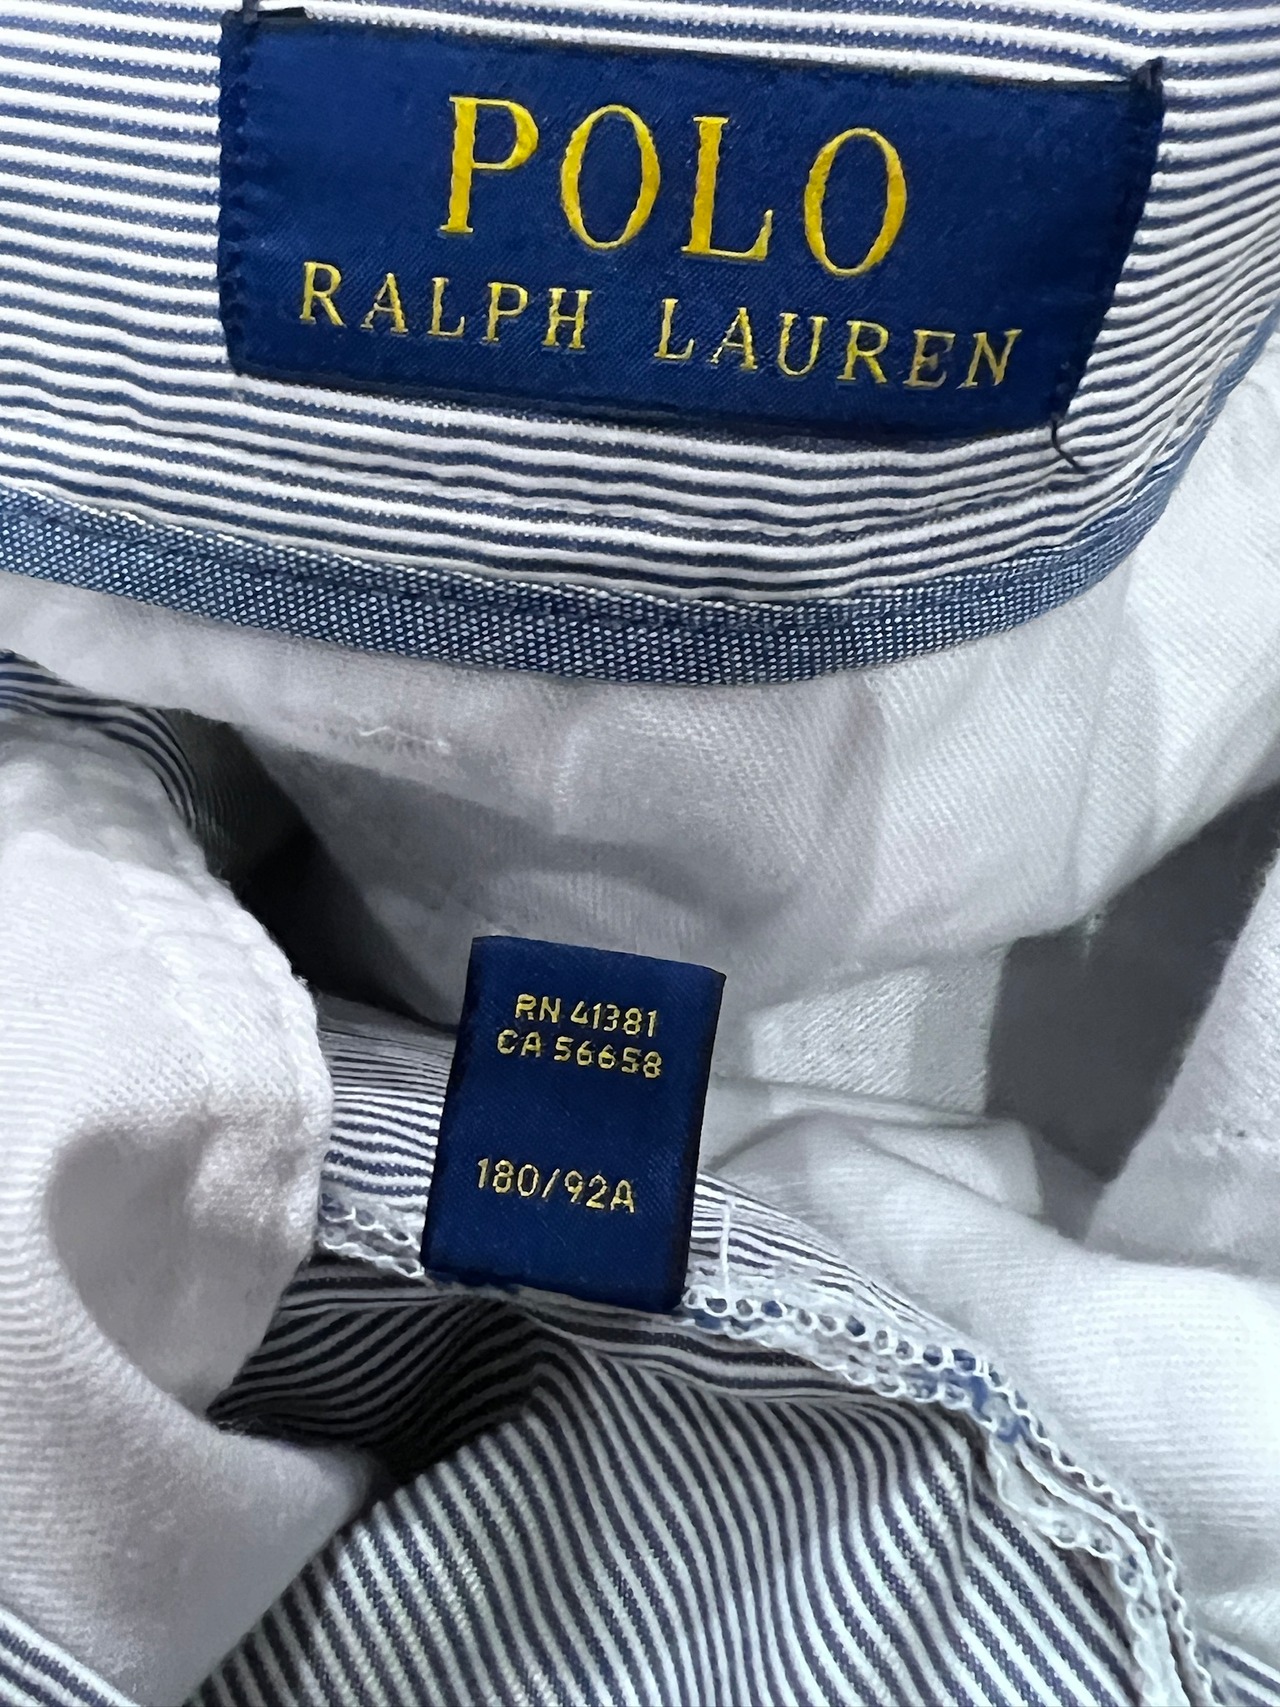 POLO
RALPH LAUREN
RN 41381
CA 56658
180/92A